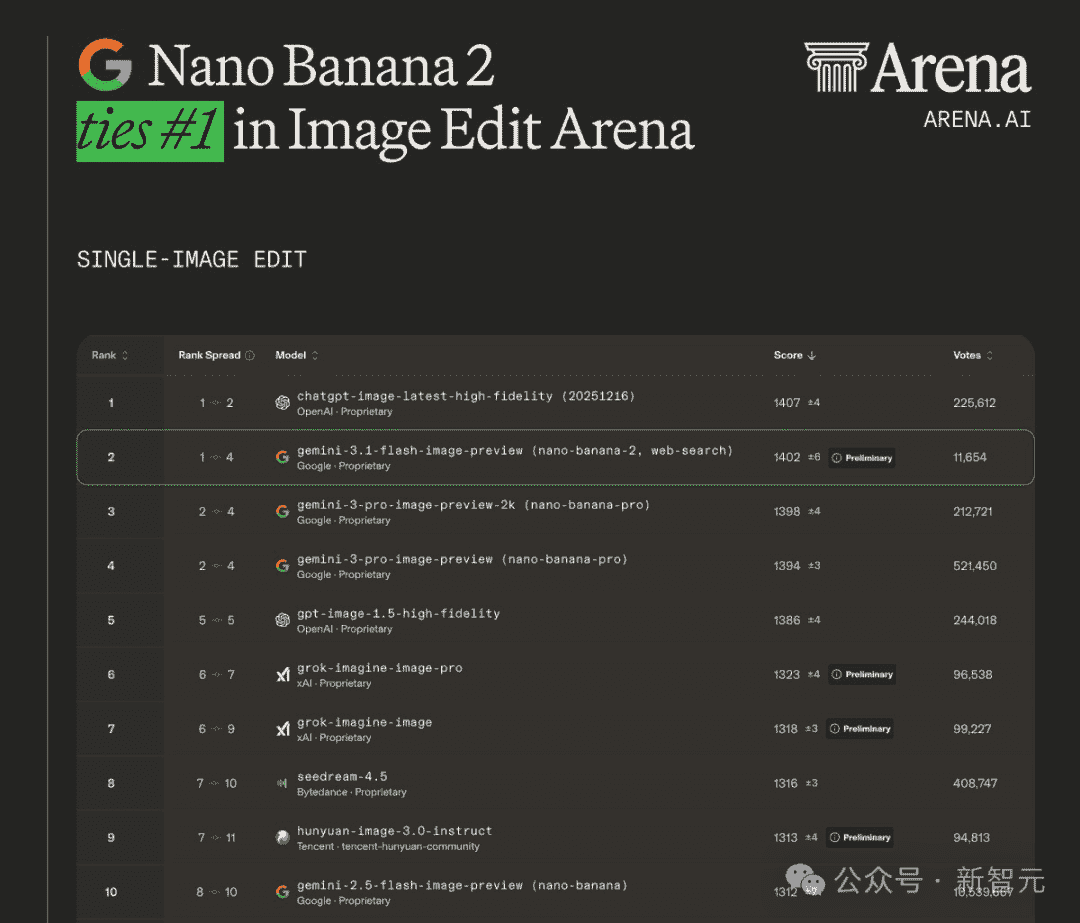 Nano Banana 2
Arena
ties #1 in Image Edit Arena
ARENA.AI
SINGLE-IMAGE EDIT
Rank Rank Spread Model Score Votes
1 1 2 chatgpt-image-latest-high-fidelity (20251216) 1407 ±4 225,612
OpenAI · Proprietary
2 1 4 gemini-3.1-flash-image-preview (nano-banana-2, web-search) 1402 ±6 Preliminary 11,654
Google · Proprietary
3 2 4 gemini-3-pro-image-preview-2k (nano-banana-pro) 1398 ±4 212,721
Google · Proprietary
4 2 4 gemini-3-pro-image-preview (nano-banana-pro) 1394 ±3 521,450
Google · Proprietary
5 5 5 gpt-image-1.5-high-fidelity 1386 ±4 244,018
OpenAI · Proprietary
6 6 7 grok-imagine-image-pro 1323 ±4 Preliminary 96,538
xAI · Proprietary
7 6 9 grok-imagine-image 1318 ±3 Preliminary 99,227
xAI · Proprietary
8 7 10 seedream-4.5 1316 ±3 408,747
Bytedance · Proprietary
9 7 11 hunyuan-image-3.0-instruct 1313 ±4 Preliminary 94,813
Tencent · tencent-hunyuan-community
10 8 10 gemini-2.5-flash-image-preview (nano-banana) 1312
Google · Proprietary
公众号 · 新智元